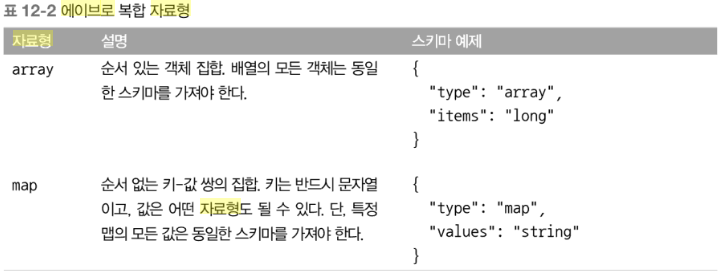 표 12-2 에이브로 복합 자료형
자료형 설명 스키마 예제
array 순서 있는 객체 집합. 배열의 모든 객체는 동일 {
한 스키마를 가져야 한다. "type": "array",
"items": "long"
}
map 순서 없는 키-값 쌍의 집합. 키는 반드시 문자열 {
이고, 값은 어떤 자료형도 될 수 있다. 단, 특정 "type": "map",
맵의 모든 값은 동일한 스키마를 가져야 한다. "values": "string"
}